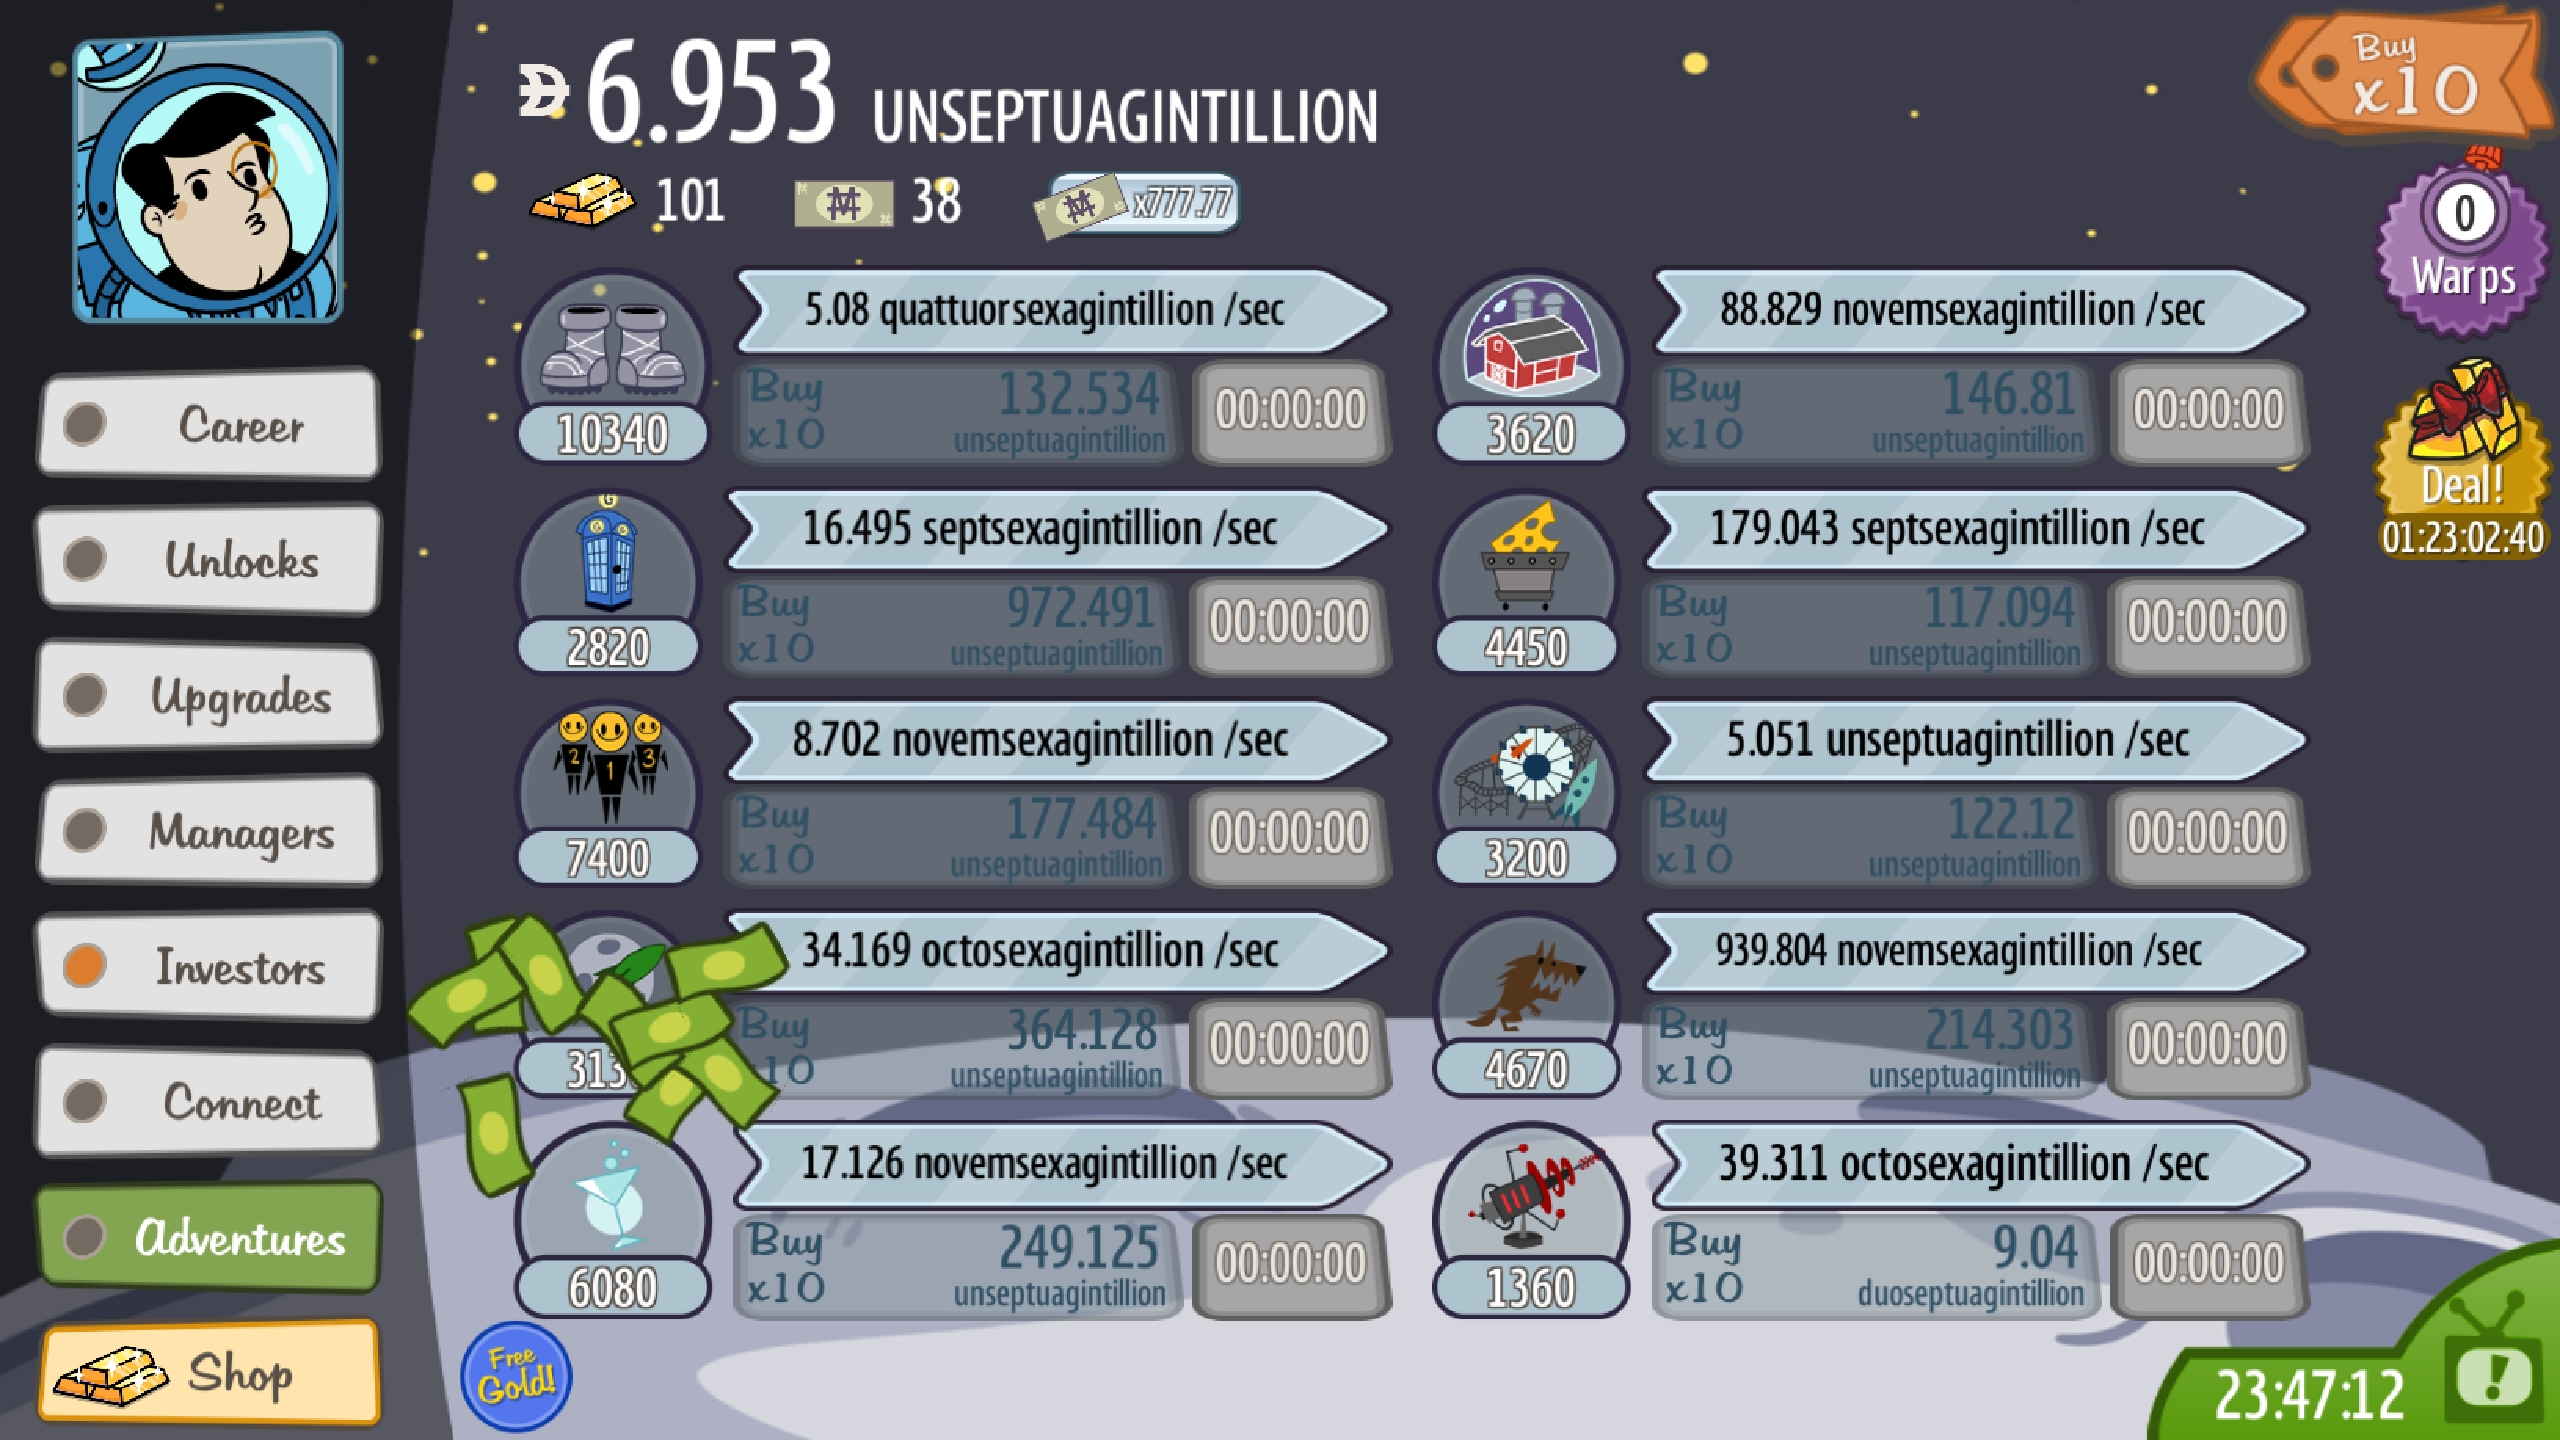 6.953 UNSEPTUAGINTILLION
101
38
x777.77
Buy
x10
0
Warps
Deal!
01:23:02:40
Career
Unlocks
Upgrades
Managers
Investors
Connect
Adventures
Shop
5.08 quattuorsexagintillion /sec
10340
Buy
x10
132.534
unseptuagintillion
00:00:00
88.829 novemsexagintillion /sec
3620
Buy
x10
146.81
unseptuagintillion
00:00:00
G
G G
16.495 septsexagintillion /sec
2820
Buy
x10
972.491
unseptuagintillion
00:00:00
179.043 septsexagintillion /sec
4450
Buy
x10
117.094
unseptuagintillion
00:00:00
2 1 3
8.702 novemsexagintillion /sec
7400
Buy
x10
177.484
unseptuagintillion
00:00:00
5.051 unseptuagintillion /sec
3200
Buy
x10
122.12
unseptuagintillion
00:00:00
34.169 octosexagintillion /sec
Buy
10
364.128
unseptuagintillion
00:00:00
939.804 novemsexagintillion /sec
4670
Buy
x10
214.303
unseptuagintillion
00:00:00
17.126 novemsexagintillion /sec
6080
Buy
x10
249.125
unseptuagintillion
00:00:00
39.311 octosexagintillion /sec
1360
Buy
x10
9.04
duoseptuagintillion
00:00:00
Free
Gold!
23:47:12
!